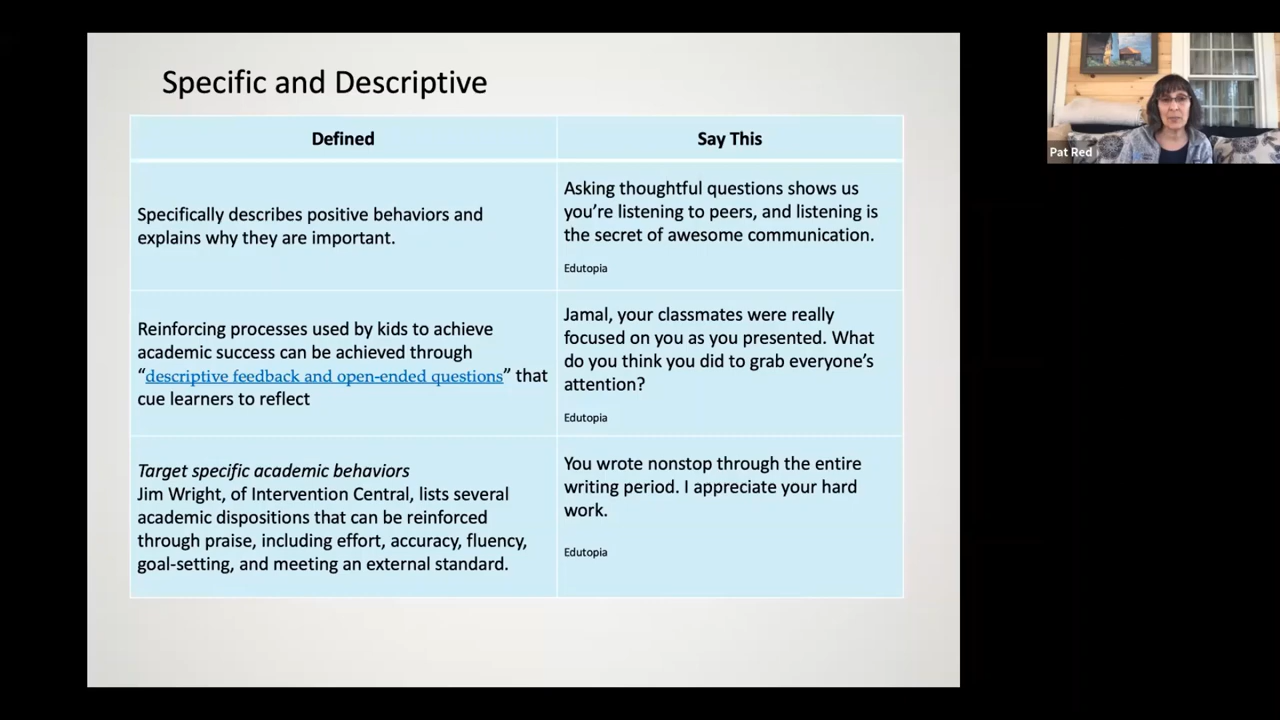 Specific and Descriptive
Defined
Say This
Specifically describes positive behaviors and
explains why they are important.
Asking thoughtful questions shows us
you’re listening to peers, and listening is
the secret of awesome communication.
Edutopia
Reinforcing processes used by kids to achieve
academic success can be achieved through
“descriptive feedback and open-ended questions” that
cue learners to reflect
Jamal, your classmates were really
focused on you as you presented. What
do you think you did to grab everyone’s
attention?
Edutopia
Target specific academic behaviors
Jim Wright, of Intervention Central, lists several
academic dispositions that can be reinforced
through praise, including effort, accuracy, fluency,
goal-setting, and meeting an external standard.
You wrote nonstop through the entire
writing period. I appreciate your hard
work.
Edutopia
Pat Red